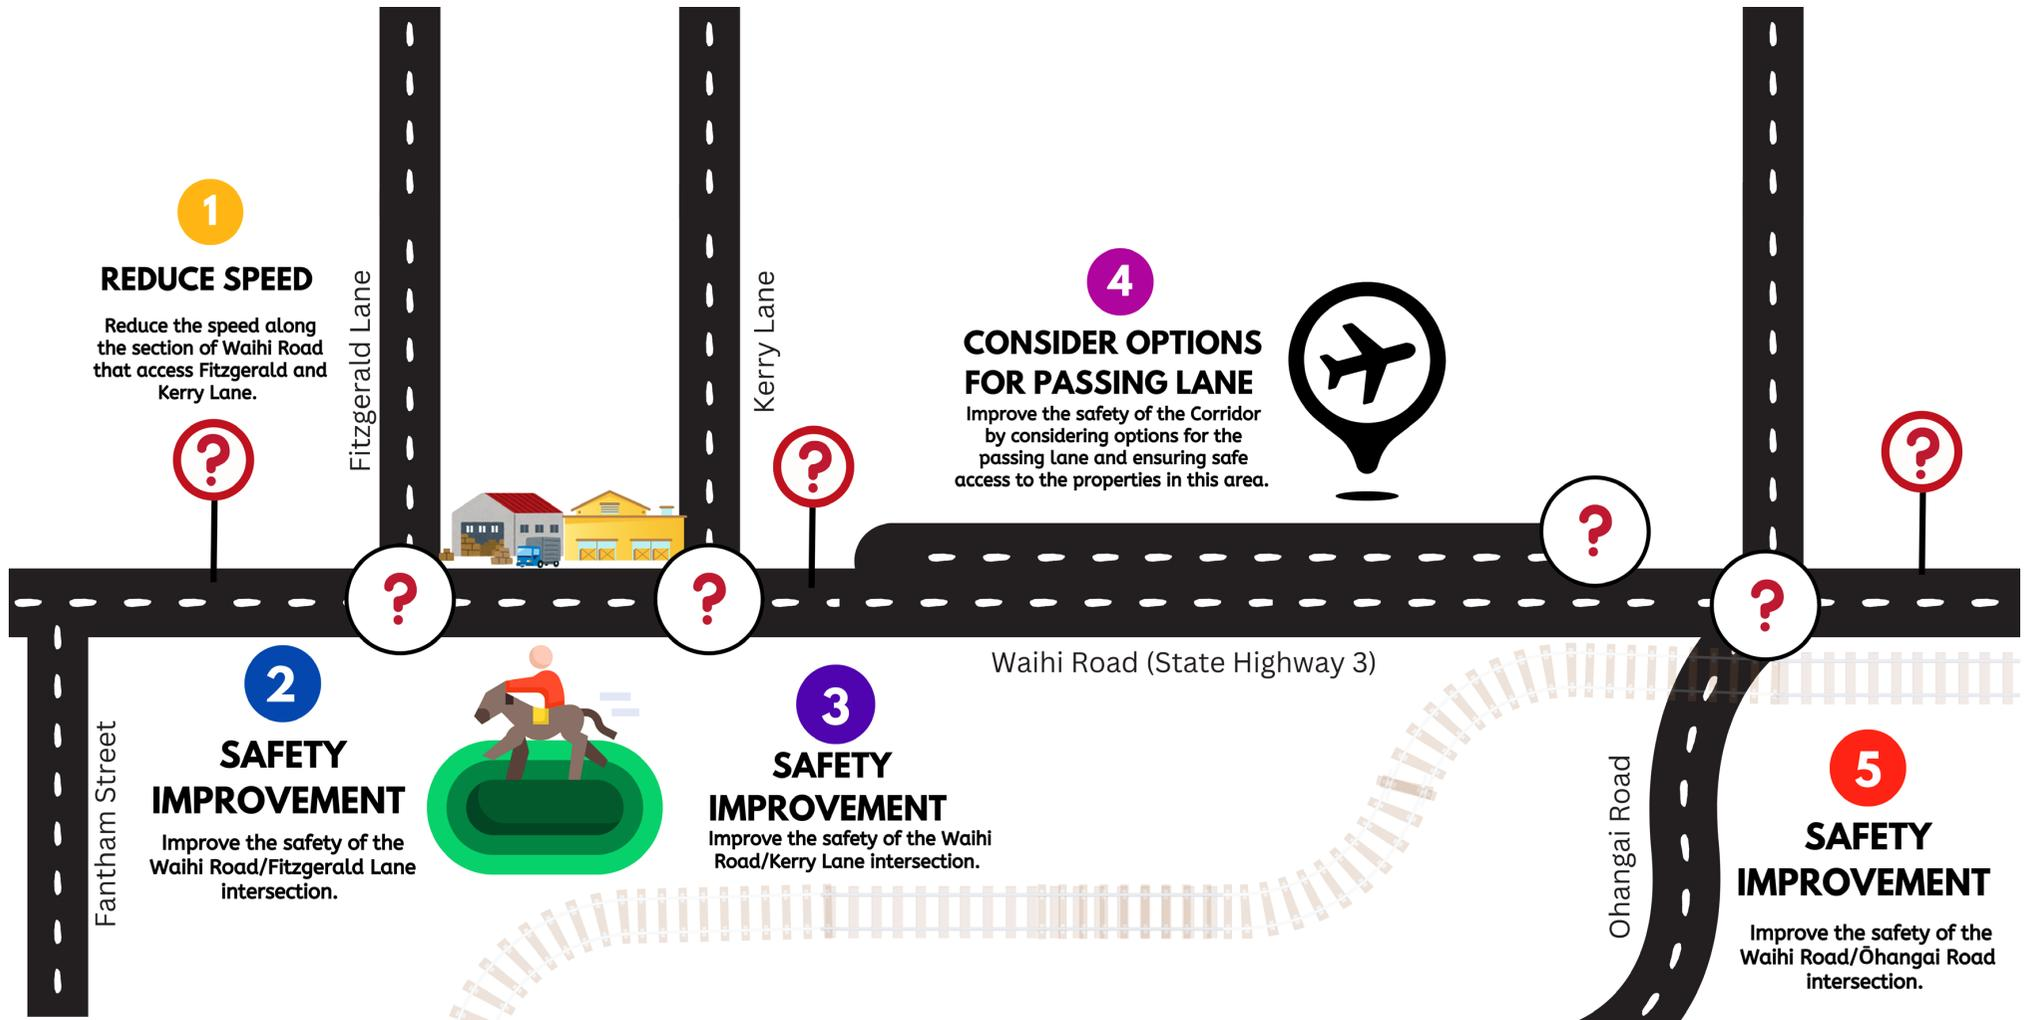 1
REDUCE SPEED
Reduce the speed along
the section of Waihi Road
that access Fitzgerald and
Kerry Lane.
?
Fitzgerald Lane
Kerry Lane
?
4
CONSIDER OPTIONS
FOR PASSING LANE
Improve the safety of the Corridor
by considering options for the
passing lane and ensuring safe
access to the properties in this area.
?
?
?
?
?
Waihi Road (State Highway 3)
Fantham Street
2
SAFETY
IMPROVEMENT
Improve the safety of the
Waihi Road/Fitzgerald Lane
intersection.
3
SAFETY
IMPROVEMENT
Improve the safety of the Waihi
Road/Kerry Lane intersection.
Ohangai Road
5
SAFETY
IMPROVEMENT
Improve the safety of the
Waihi Road/Ōhangai Road
intersection.